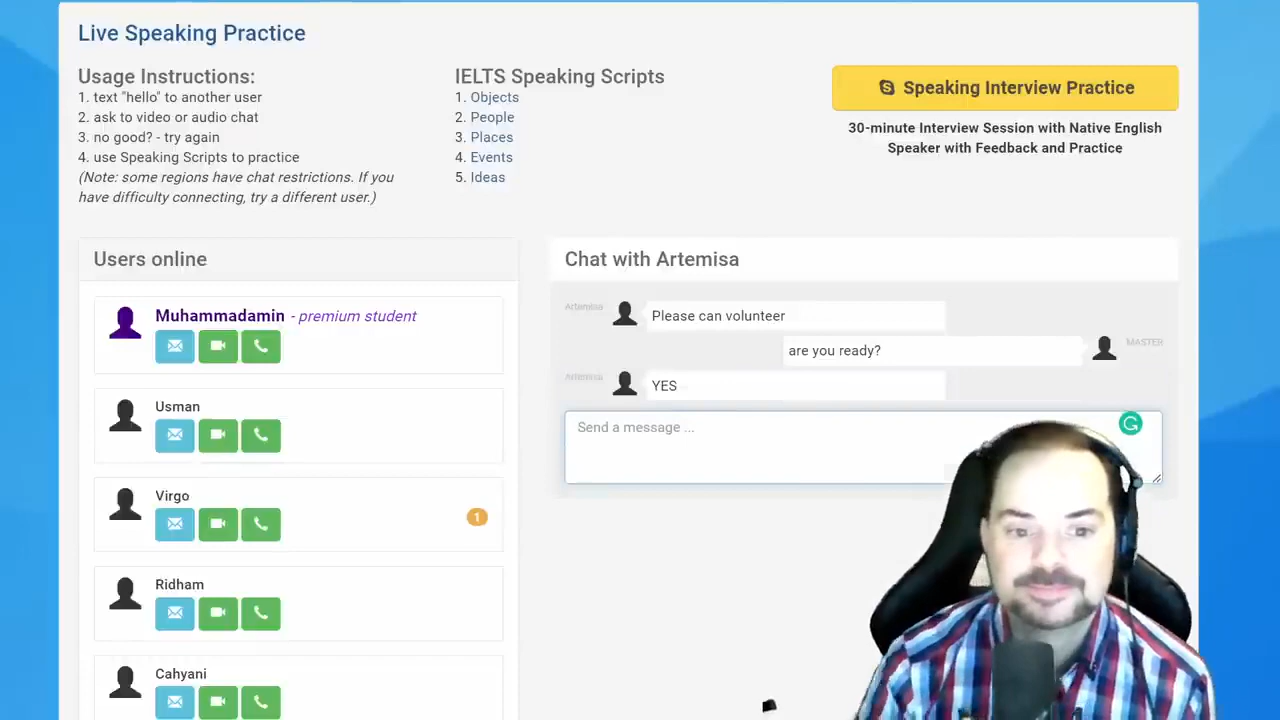 Live Speaking Practice
Usage Instructions:
1. text "hello" to another user
2. ask to video or audio chat
3. no good? - try again
4. use Speaking Scripts to practice
(Note: some regions have chat restrictions. If you
have difficulty connecting, try a different user.)
IELTS Speaking Scripts
1. Objects
2. People
3. Places
4. Events
5. Ideas
Speaking Interview Practice
30-minute Interview Session with Native English
Speaker with Feedback and Practice
Users online
Muhammadamin - premium student
Usman
Virgo
1
Ridham
Cahyani
Chat with Artemisa
Artemisa
Please can volunteer
are you ready?
MASTER
Artemisa
YES
Send a message ...